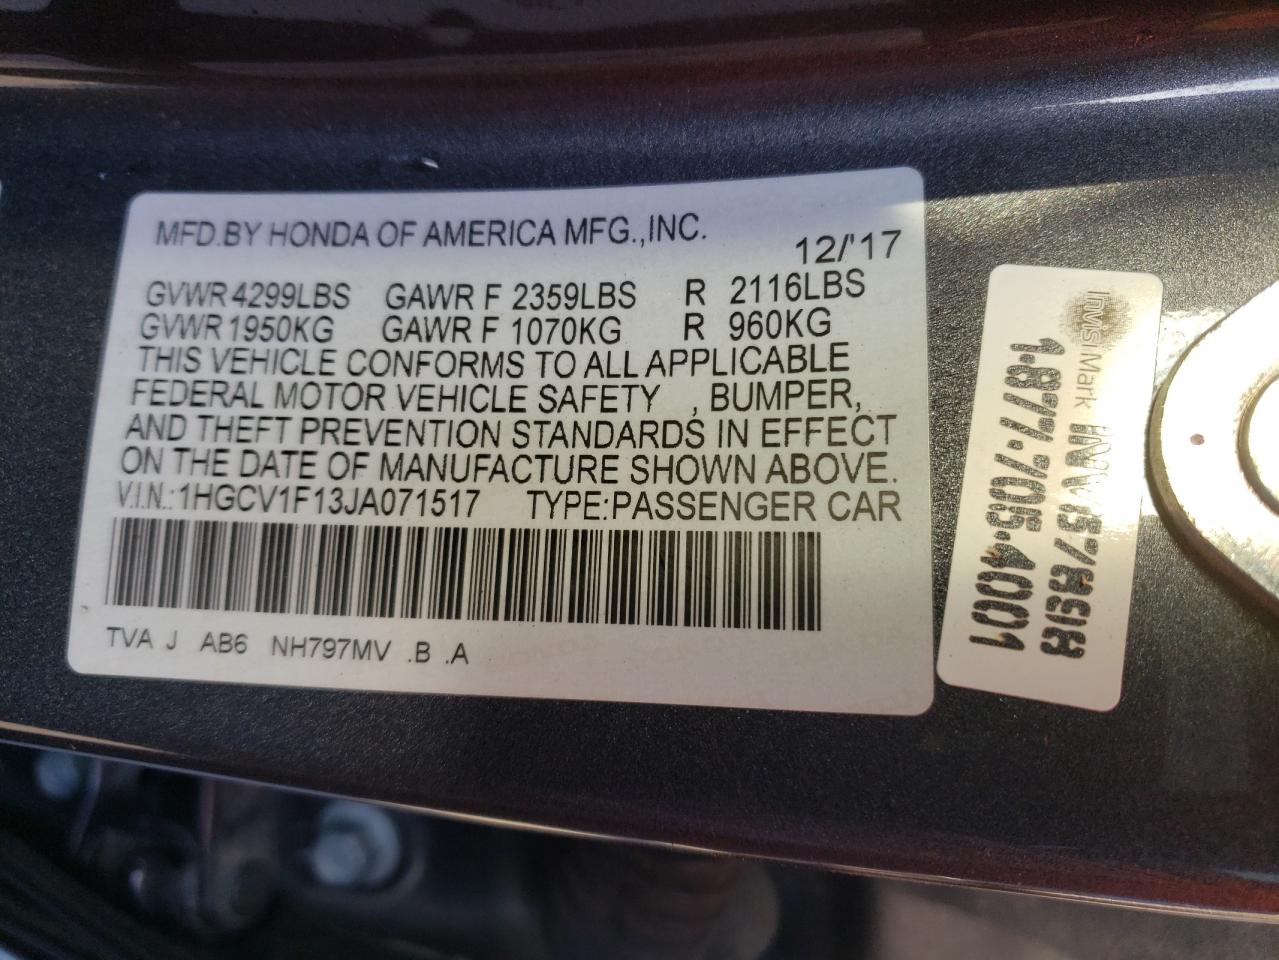 MFD.BY HONDA OF AMERICA MFG.,INC.
12/'17
GVWR 4299LBS GAWR F 2359LBS R 2116LBS
GVWR 1950KG GAWR F 1070KG R 960KG
THIS VEHICLE CONFORMS TO ALL APPLICABLE
FEDERAL MOTOR VEHICLE SAFETY , BUMPER,
AND THEFT PREVENTION STANDARDS IN EFFECT
ON THE DATE OF MANUFACTURE SHOWN ABOVE.
V.I.N.:1HGCV1F13JA071517 TYPE:PASSENGER CAR
TVA J AB6 NH797MV .B .A
InvisiMark
1.877.705.4001